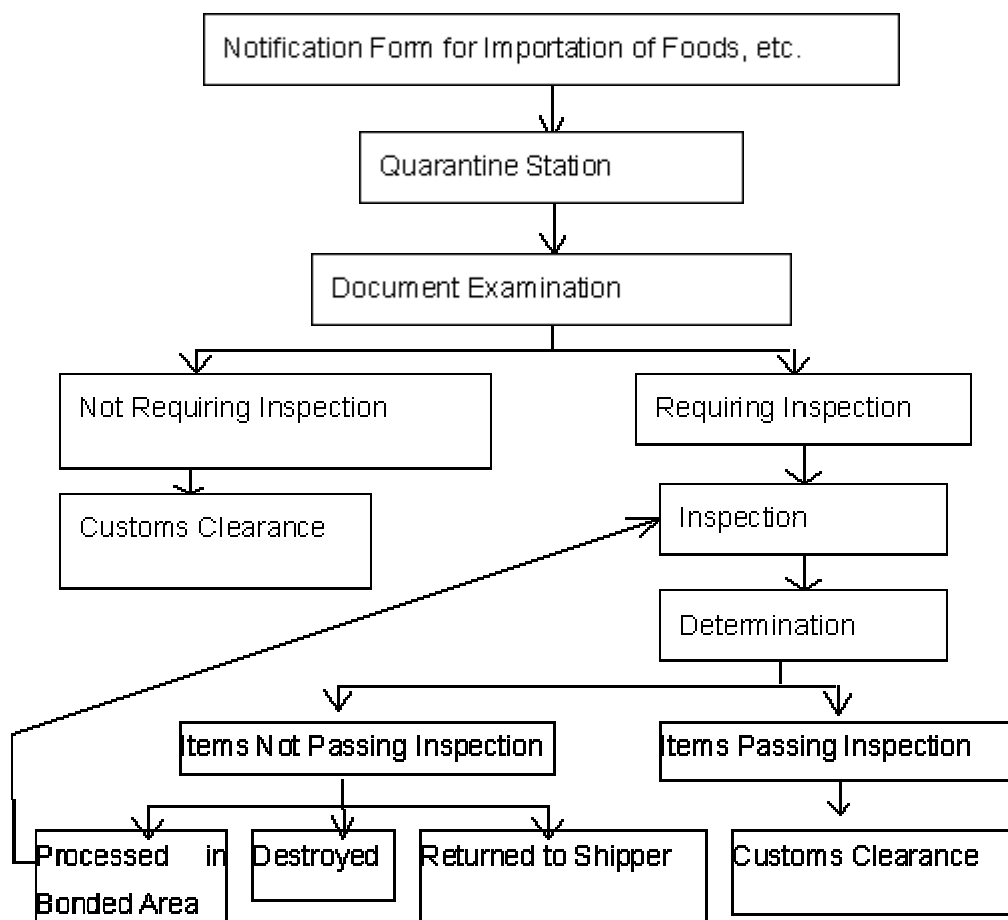 Notification Form for Importation of Foods, etc.
Quarantine Station
Document Examination
Not Requiring Inspection
Requiring Inspection
Customs Clearance
Inspection
Determination
Items Not Passing Inspection
Items Passing Inspection
Processed in
Bonded Area
Destroyed
Returned to Shipper
Customs Clearance